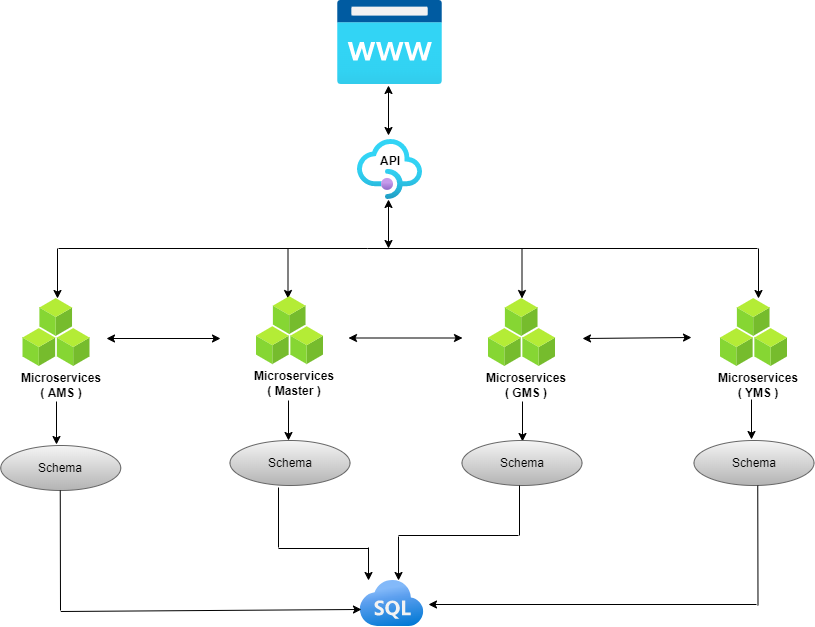 WWW
API
Microservices
( AMS )
Microservices
( Master )
Microservices
( GMS )
Microservices
( YMS )
Schema
Schema
Schema
Schema
SQL